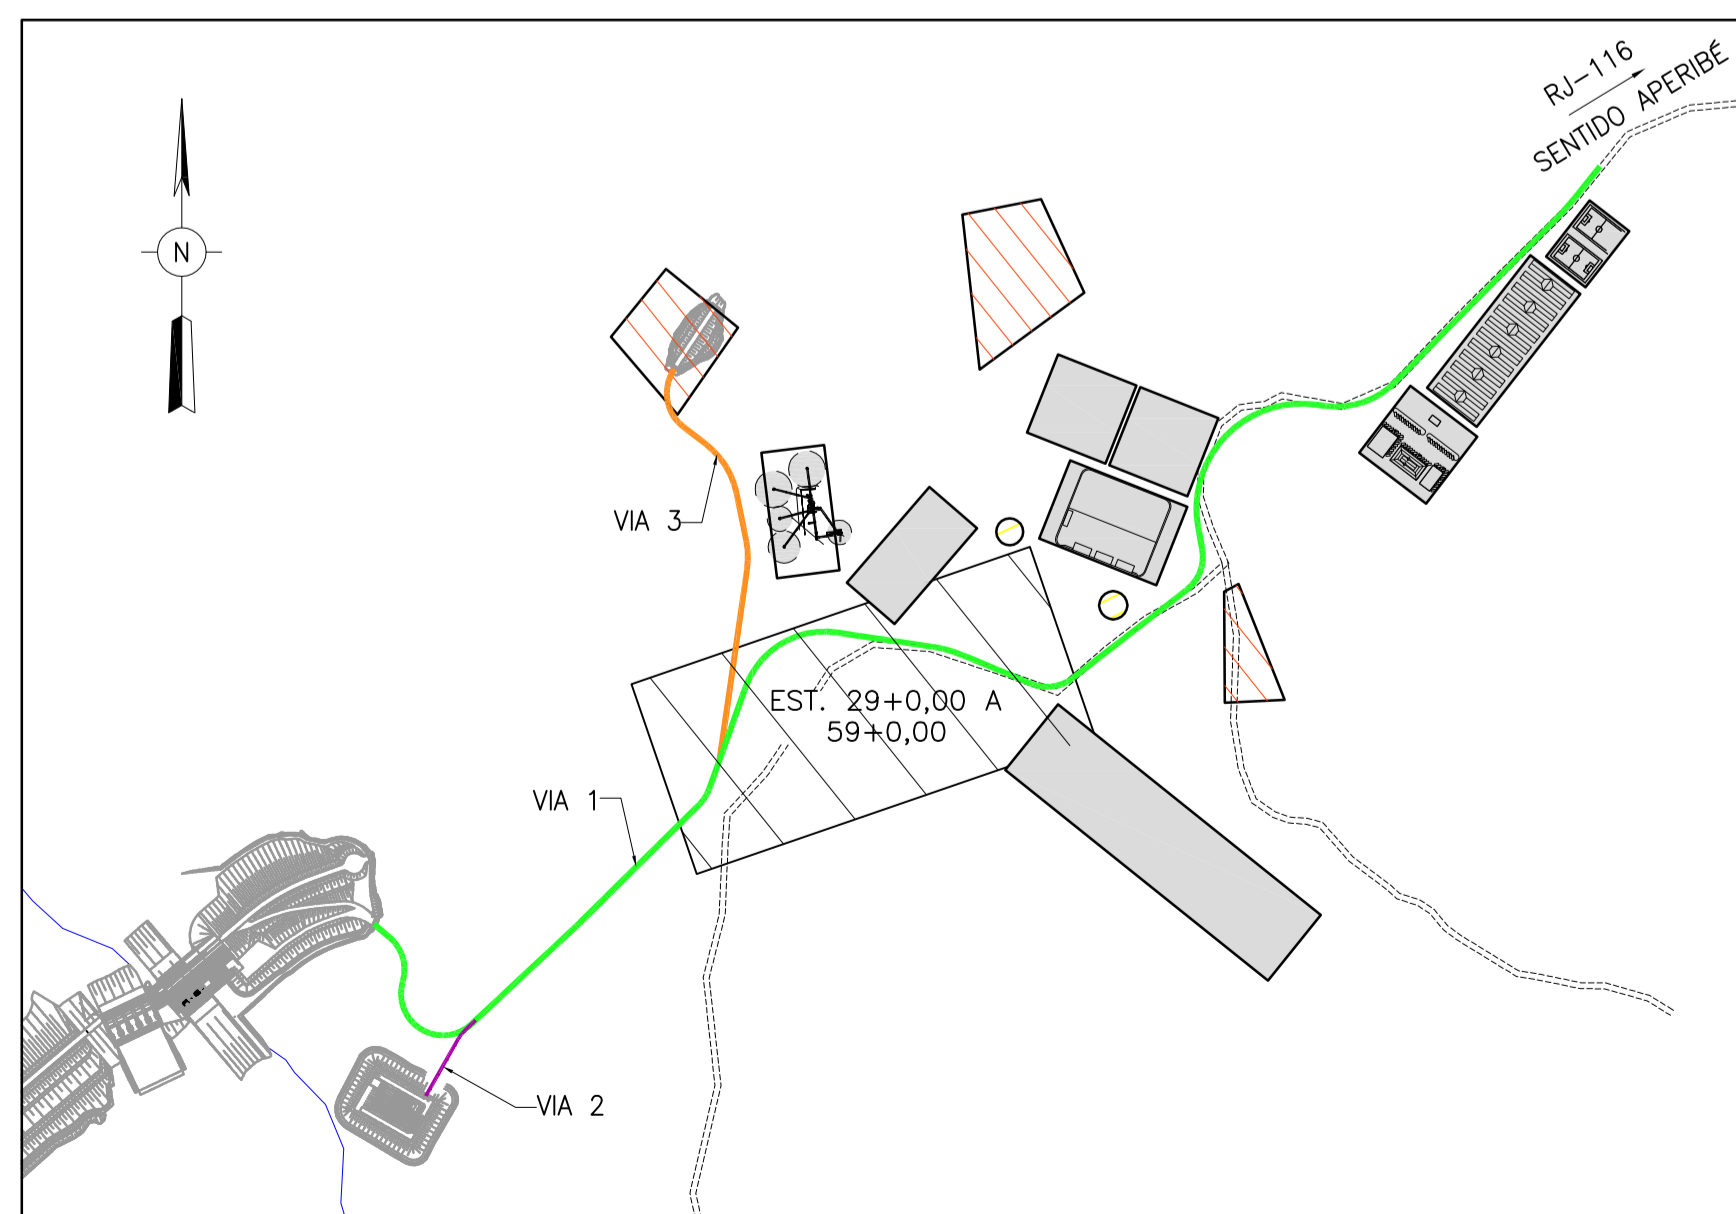 RJ-116
SENTIDO APERIBÉ
N
VIA 3
EST. 29+0,00 A
59+0,00
VIA 1
VIA 2